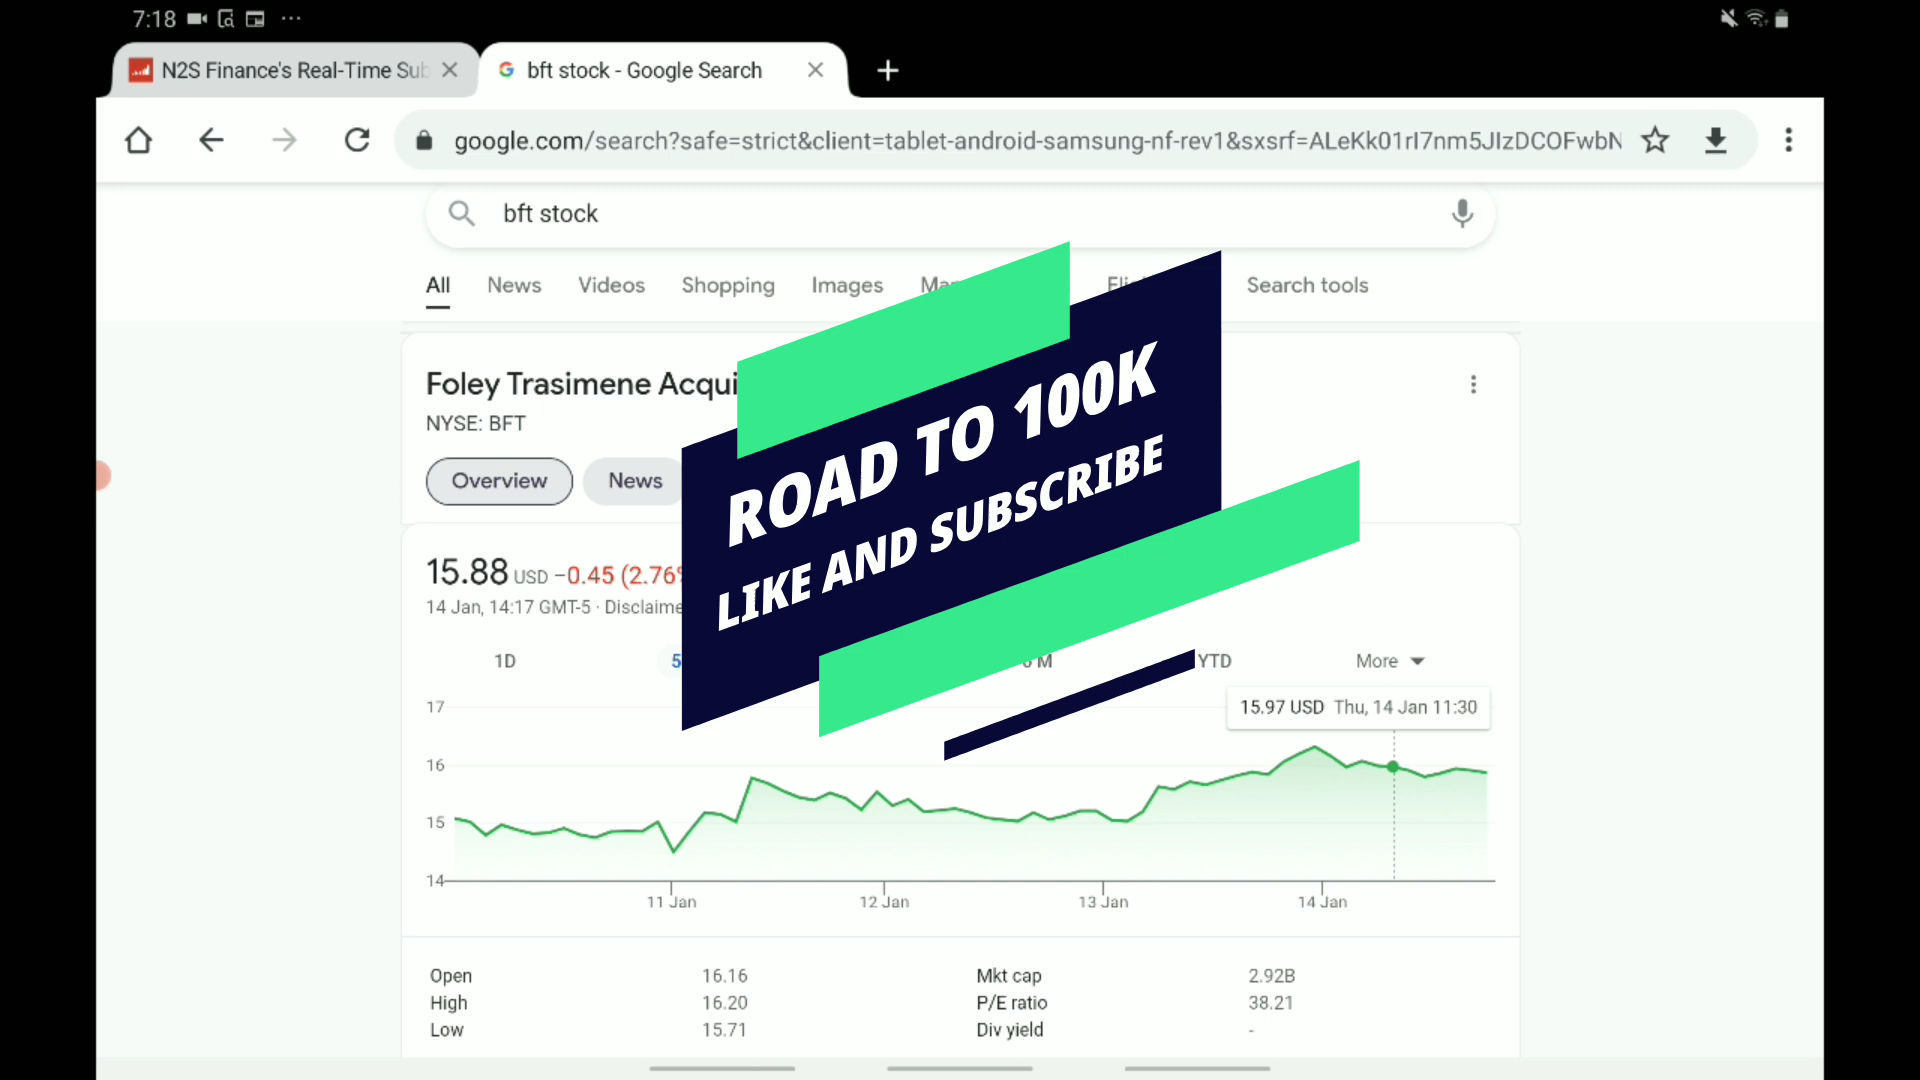 7:18
N2S Finance's Real-Time Sub
bft stock - Google Search
google.com/search?safe=strict&client=tablet-android-samsung-nf-rev1&sxsrf=ALeKk01rI7nm5JIzDCOFwbN
bft stock
All News Videos Shopping Images Search tools
Foley Trasimene Acqui
NYSE: BFT
Overview News
ROAD TO 100K
LIKE AND SUBSCRIBE
15.88 USD −0.45 (2.76%
14 Jan, 14:17 GMT-5 · Disclaime
1D 5 6 M YTD More
15.97 USD Thu, 14 Jan 11:30
17
16
15
14
11 Jan 12 Jan 13 Jan 14 Jan
Open 16.16 Mkt cap 2.92B
High 16.20 P/E ratio 38.21
Low 15.71 Div yield -